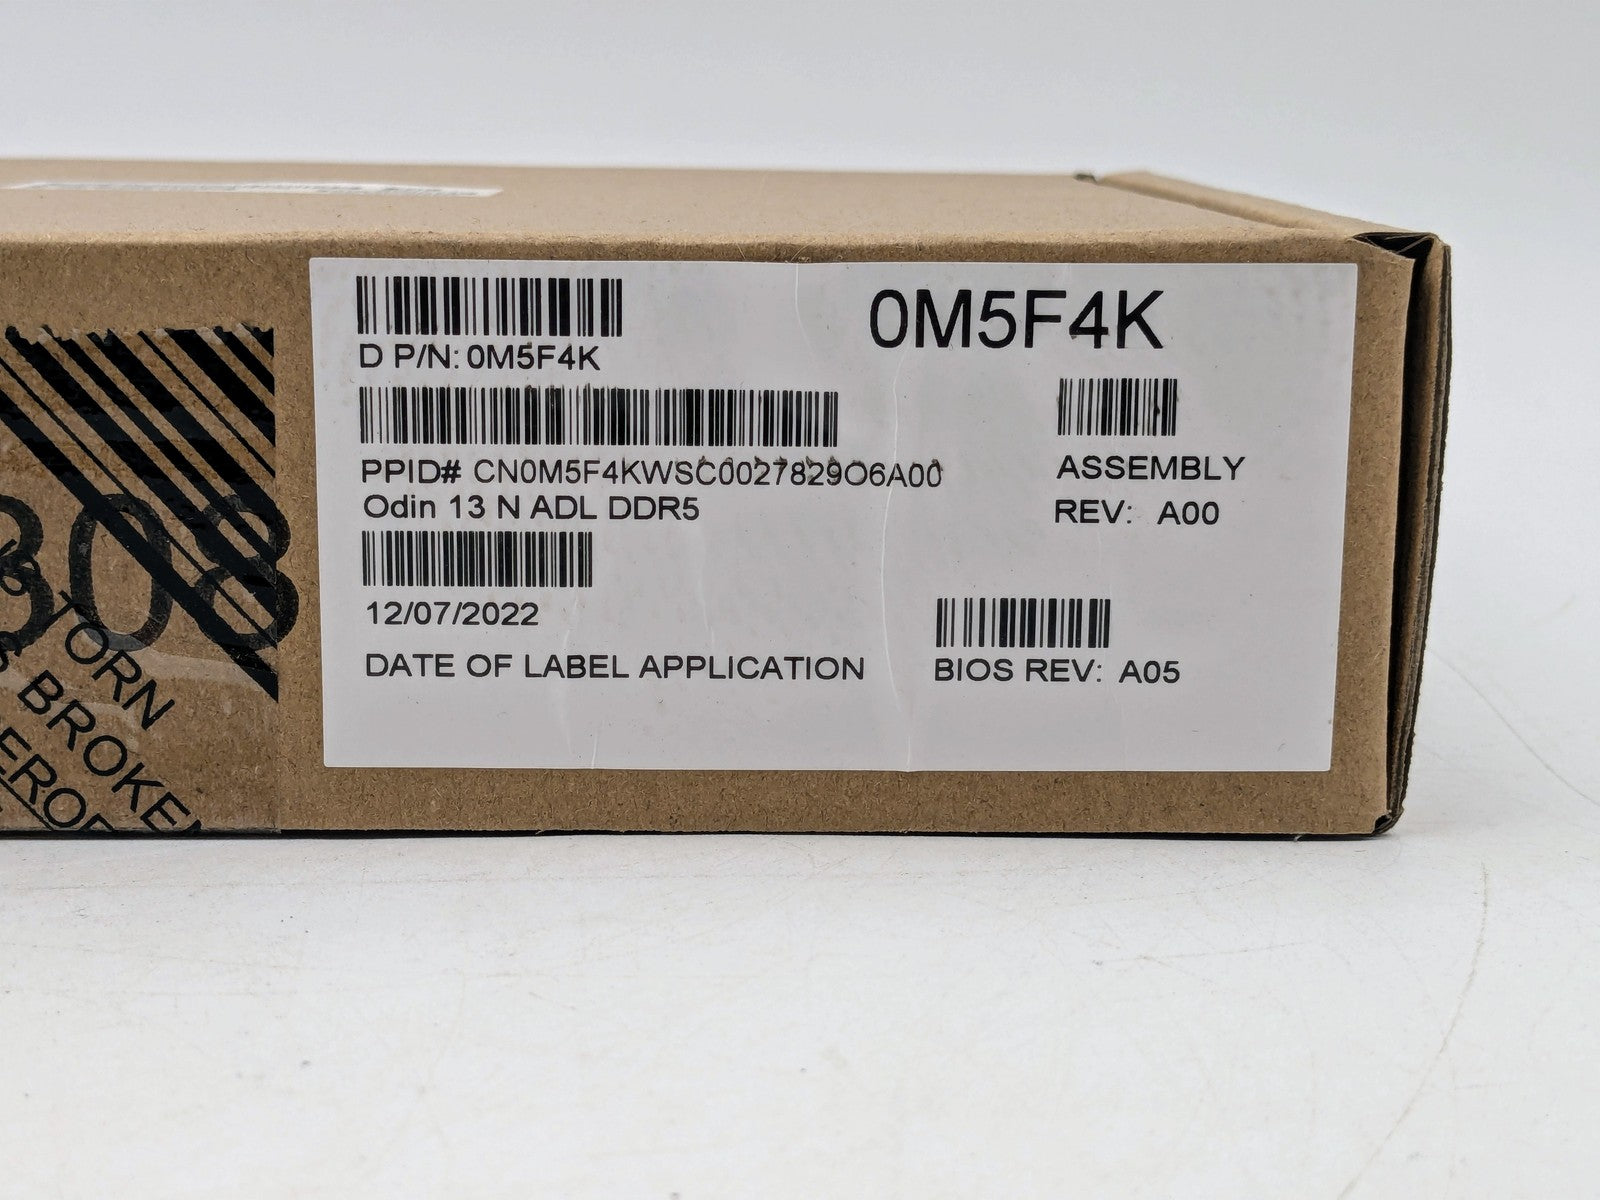 0M5F4K
D P/N: 0M5F4K
PPID# CN0M5F4KWSC0027829O6A00
Odin 13 N ADL DDR5
ASSEMBLY
REV: A00
12/07/2022
DATE OF LABEL APPLICATION
BIOS REV: A05
808
TORN
BROKEN